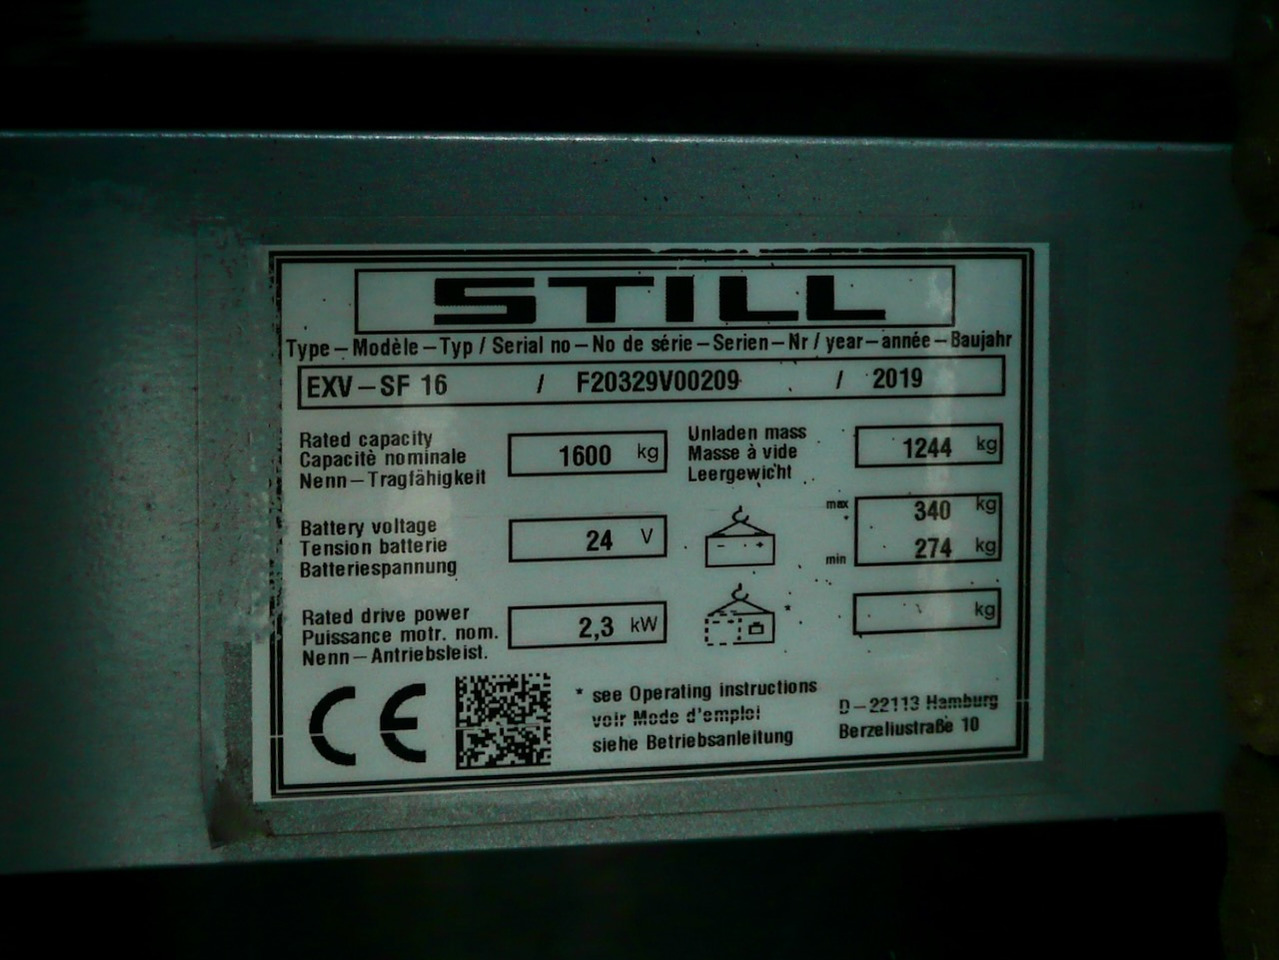 STILL
Type-Modèle-Typ / Serial no-No de série-Serien-Nr / year-année-Baujahr
EXV-SF 16 / F20329V00209 / 2019
Rated capacity
Capacitè nominale
Nenn-Tragfähigkeit
1600 kg
Unladen mass
Masse à vide
Leergewicht
1244 kg
Battery voltage
Tension batterie
Batteriespannung
24 V
- +
max 340 kg
min 274 kg
Rated drive power
Puissance motr. nom.
Nenn-Antriebsleist.
2,3 kW
* kg
CE
* see Operating instructions
voir Mode d'emploi
siehe Betriebsanleitung
D-22113 Hamburg
Berzeliustraße 10